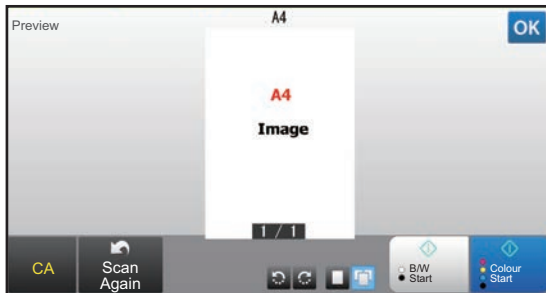 Preview
A4
OK
A4
Image
1 / 1
CA
Scan
Again
B/W
Start
Colour
Start